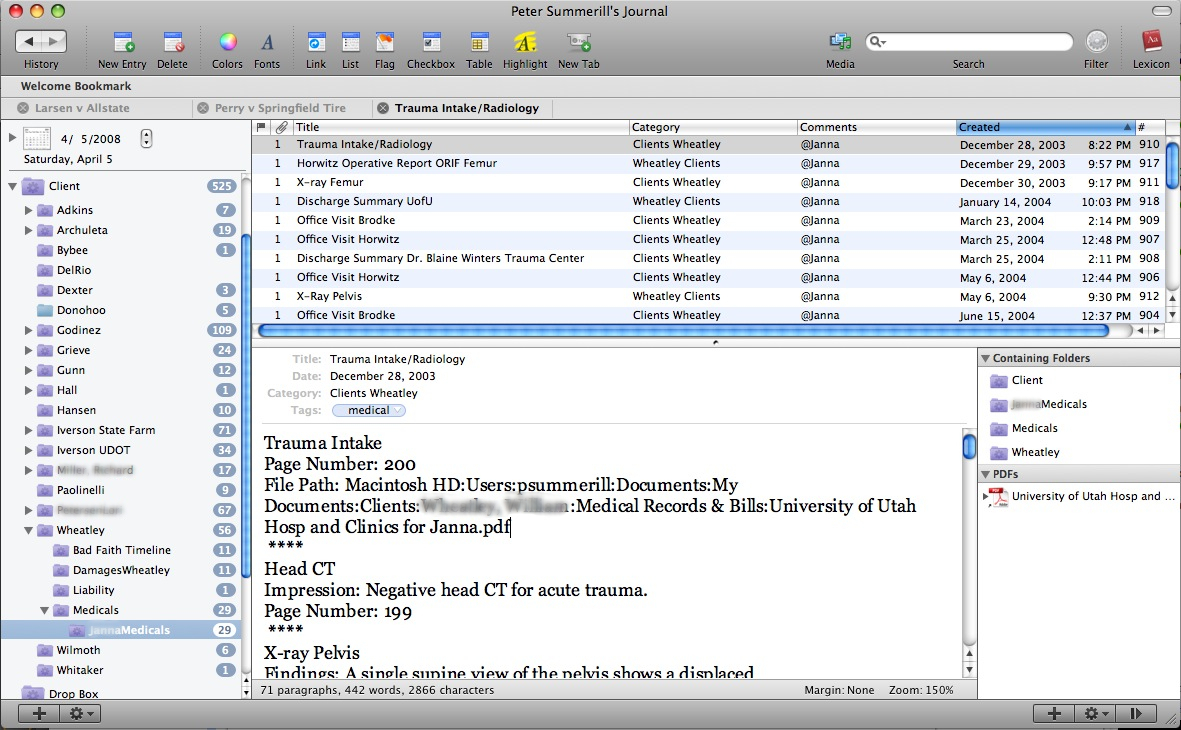 Peter Summerill's Journal
History New Entry Delete Colors Fonts Link List Flag Checkbox Table Highlight New Tab Media Search Filter Lexicon
Welcome Bookmark
Larsen v Allstate Perry v Springfield Tire Trauma Intake/Radiology
4/ 5/2008
Saturday, April 5
Client 525
Adkins 7
Archuleta 19
Bybee 1
DelRio
Dexter 3
Donohoo 5
Godinez 109
Grieve 24
Gunn 12
Hall 1
Hansen 10
Iverson State Farm 71
Iverson UDOT 34
17
Paolinelli 9
67
Wheatley 56
Bad Faith Timeline 11
DamagesWheatley 11
Liability 1
Medicals 29
Medicals 29
Wilmoth 6
Whitaker 1
Drop Box
Title Category Comments Created #
1 Trauma Intake/Radiology Clients Wheatley @Janna December 28, 2003 8:22 PM 910
1 Horwitz Operative Report ORIF Femur Wheatley Clients @Janna December 29, 2003 9:57 PM 917
1 X-ray Femur Clients Wheatley @Janna December 30, 2003 9:17 PM 911
1 Discharge Summary UofU Wheatley Clients @Janna January 14, 2004 10:03 PM 918
1 Office Visit Brodke Clients Wheatley @Janna March 23, 2004 2:14 PM 909
1 Office Visit Horwitz Clients Wheatley @Janna March 25, 2004 12:48 PM 907
1 Discharge Summary Dr. Blaine Winters Trauma Center Clients Wheatley @Janna March 25, 2004 2:11 PM 908
1 Office Visit Horwitz Clients Wheatley @Janna May 6, 2004 12:44 PM 906
1 X-Ray Pelvis Wheatley Clients @Janna May 6, 2004 9:30 PM 912
1 Office Visit Brodke Clients Wheatley @Janna June 15, 2004 12:37 PM 904
Title: Trauma Intake/Radiology
Date: December 28, 2003
Category: Clients Wheatley
Tags: medical
Trauma Intake
Page Number: 200
File Path: Macintosh HD:Users:psummerill:Documents:My
Documents:Clients: :Medical Records & Bills:University of Utah
Hosp and Clinics for Janna.pdf
****
Head CT
Impression: Negative head CT for acute trauma.
Page Number: 199
****
X-ray Pelvis
Findings: A single supine view of the pelvis shows a displaced
71 paragraphs, 442 words, 2866 characters Margin: None Zoom: 150%
Containing Folders
Client
Medicals
Medicals
Wheatley
PDFs
University of Utah Hosp and ...